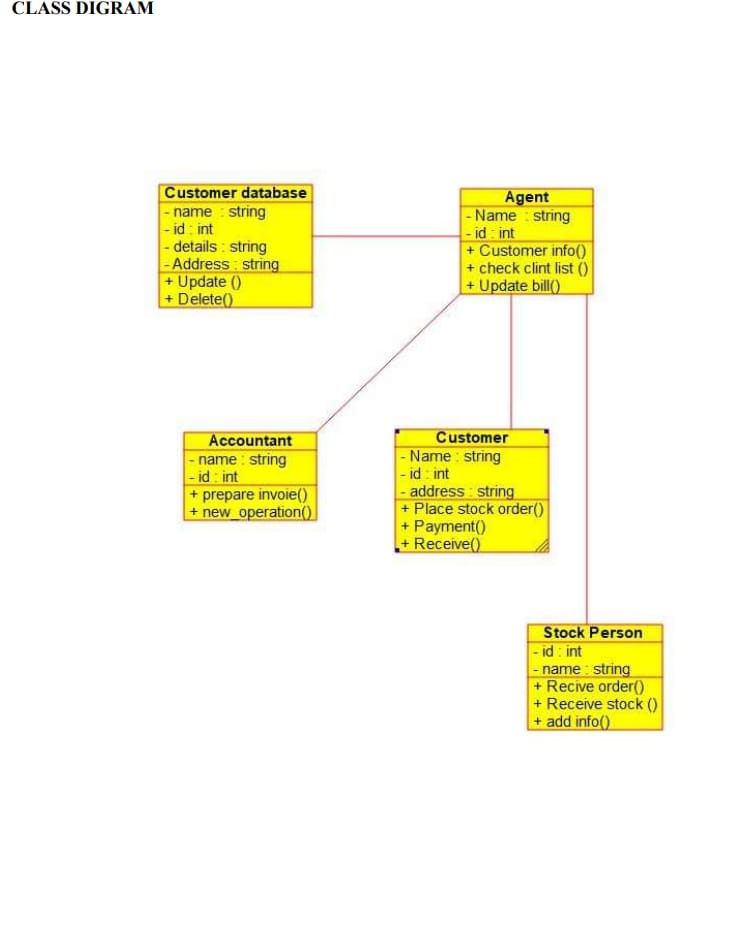 CLASS DIGRAM
Customer database
- name : string
- id : int
- details : string
- Address : string
+ Update ()
+ Delete()
Agent
- Name : string
- id : int
+ Customer info()
+ check clint list ()
+ Update bill()
Accountant
- name : string
- id : int
+ prepare invoie()
+ new_operation()
Customer
- Name : string
- id : int
- address : string
+ Place stock order()
+ Payment()
+ Receive()
Stock Person
- id : int
- name : string
+ Recive order()
+ Receive stock ()
+ add info()